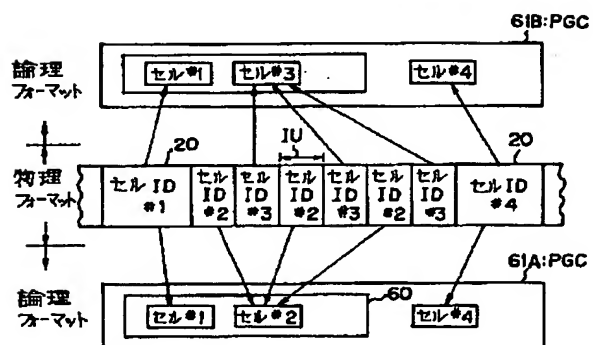 61B:PGC
論理
フォーマット
セル#1
セル#3
セル#4
IU
20
20
物理
フォーマット
セル ID
#1
セル
ID
#2
セル
ID
#3
セル
ID
#2
セル
ID
#3
セル
ID
#2
セル
ID
#3
セル ID
#4
61A:PGC
60
論理
フォーマット
セル#1
セル#2
セル#4